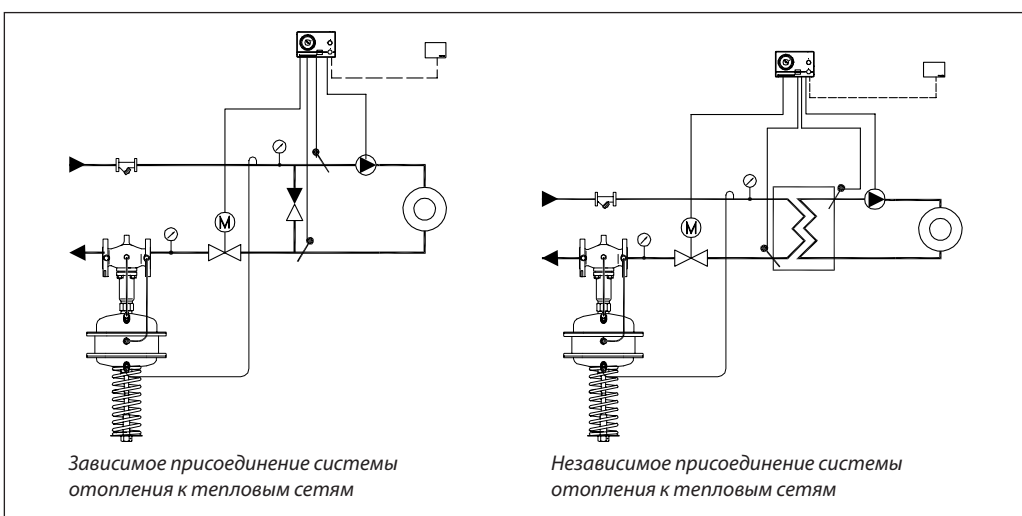 M
M
Зависимое присоединение системы
отопления к тепловым сетям
Независимое присоединение системы
отопления к тепловым сетям